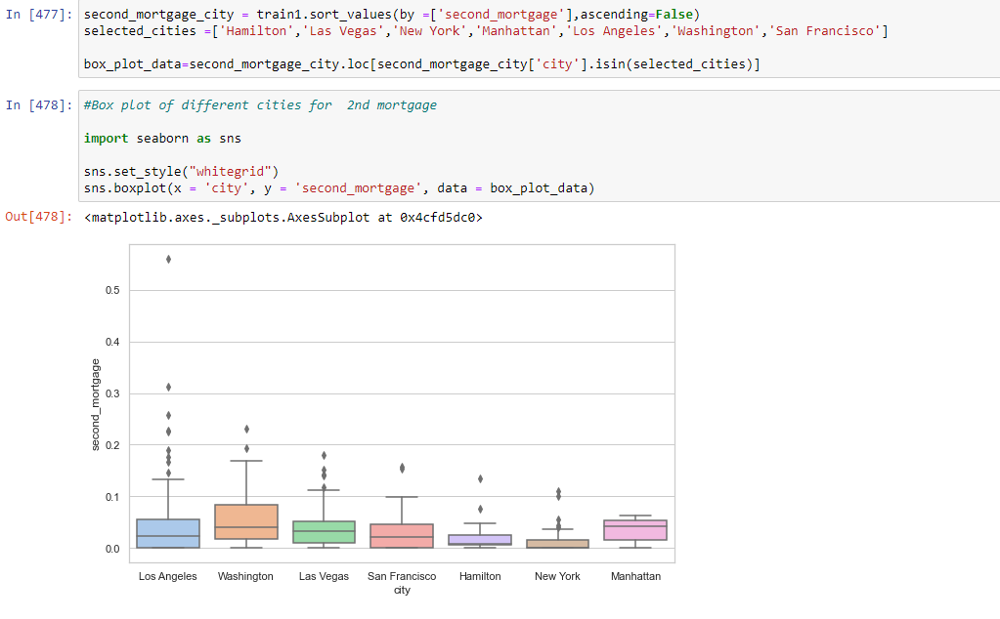 In [477]: second_mortgage_city = train1.sort_values(by =['second_mortgage'],ascending=False)
selected_cities =['Hamilton','Las Vegas','New York','Manhattan','Los Angeles','Washington','San Francisco']
box_plot_data=second_mortgage_city.loc[second_mortgage_city['city'].isin(selected_cities)]
In [478]: #Box plot of different cities for  2nd mortgage
import seaborn as sns
sns.set_style("whitegrid")
sns.boxplot(x = 'city', y = 'second_mortgage', data = box_plot_data)
Out[478]: <matplotlib.axes._subplots.AxesSubplot at 0x4cfd5dc0>
0.5
0.4
0.3
0.2
0.1
0.0
second_mortgage
Los Angeles Washington Las Vegas San Francisco Hamilton New York Manhattan
city